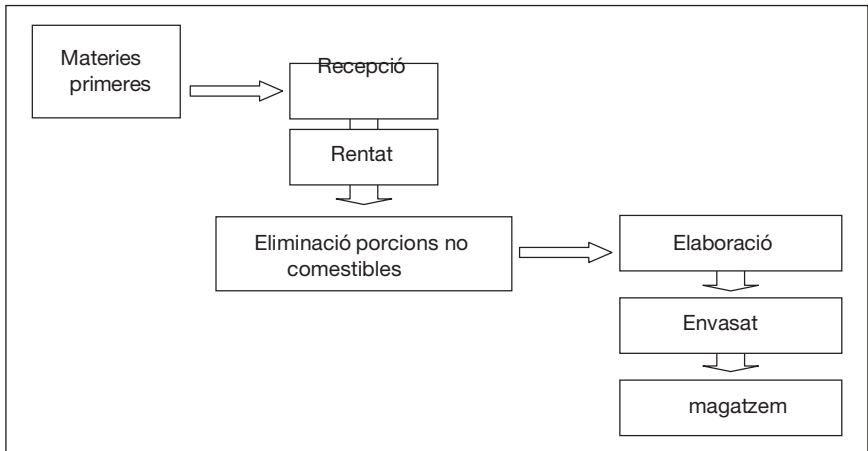 Materies
primeres
Recepció
Rentat
Eliminació porcions no
comestibles
Elaboració
Envasat
magatzem